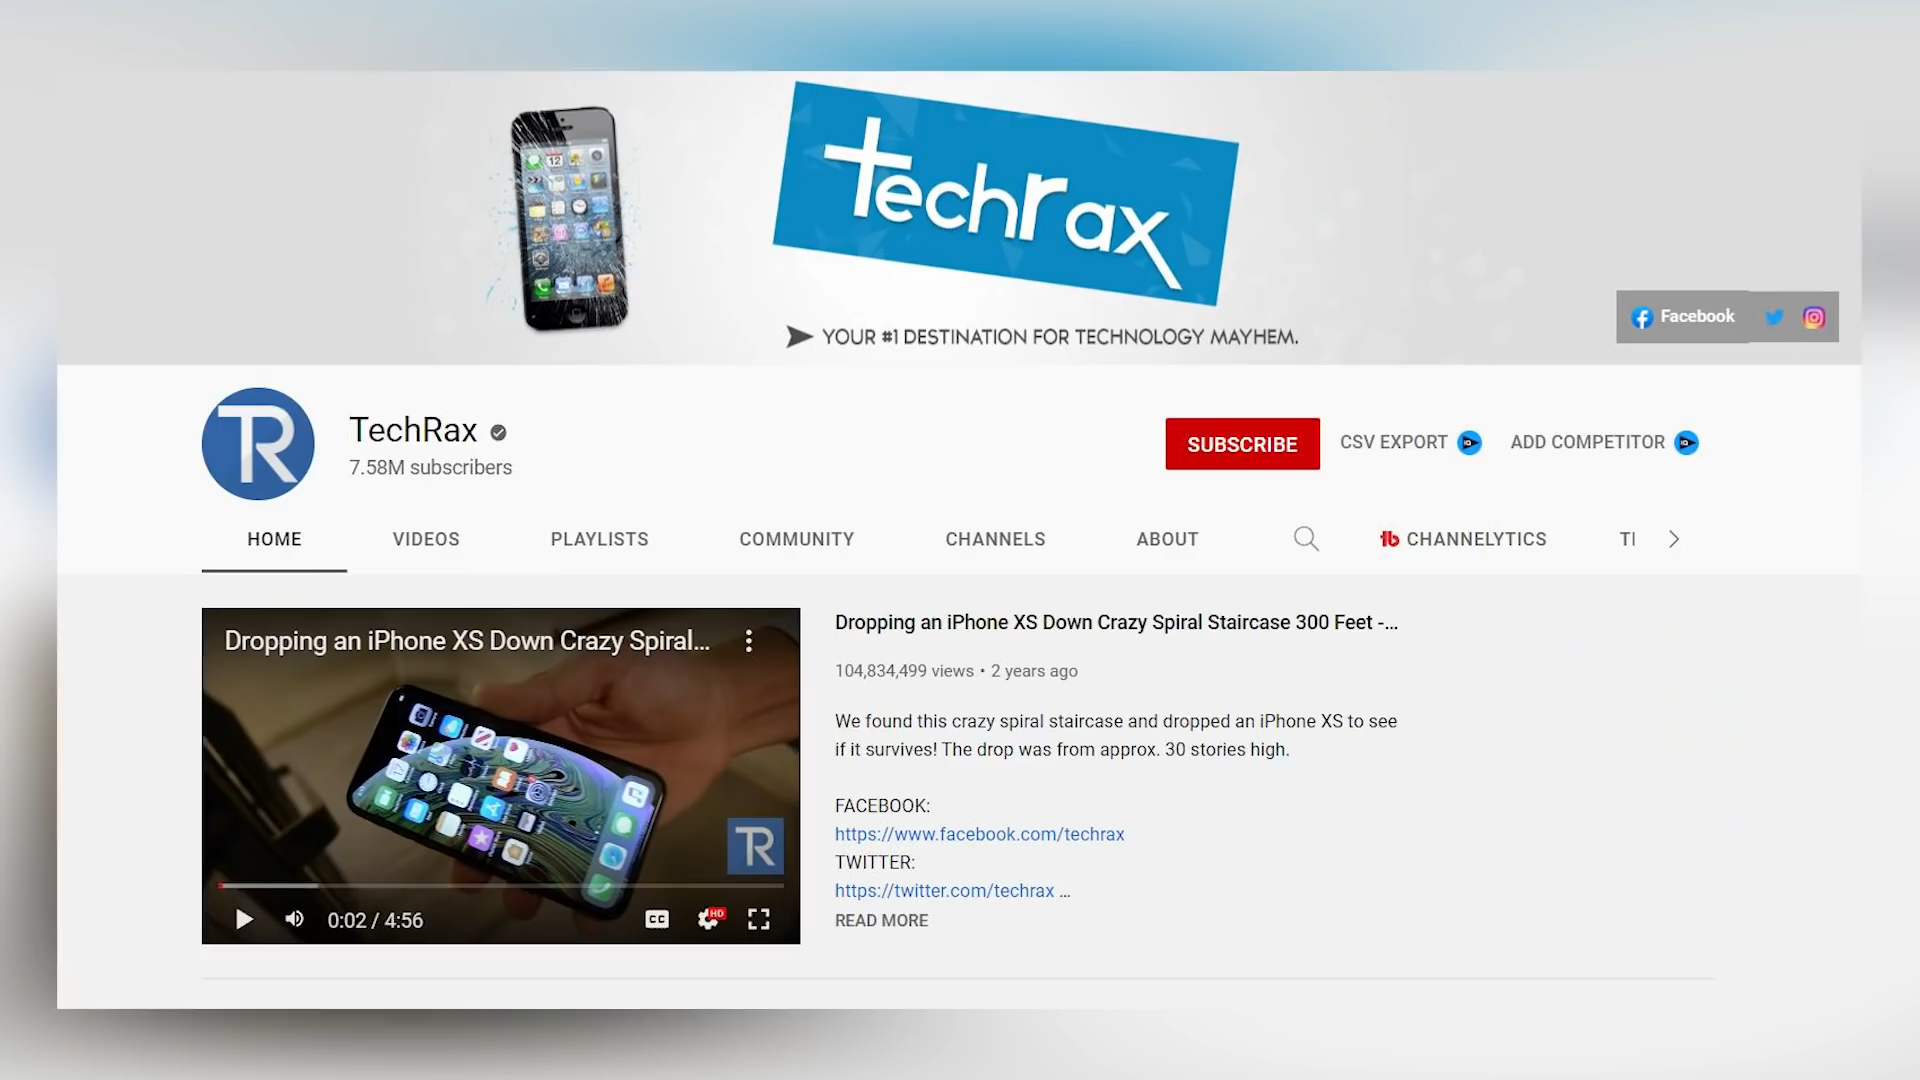 techrax
YOUR #1 DESTINATION FOR TECHNOLOGY MAYHEM.
Facebook
TR
TechRax
7.58M subscribers
SUBSCRIBE
CSV EXPORT
ADD COMPETITOR
HOME
VIDEOS
PLAYLISTS
COMMUNITY
CHANNELS
ABOUT
CHANNELYTICS
TI
Dropping an iPhone XS Down Crazy Spiral...
TR
0:02 / 4:56
CC
HD
Dropping an iPhone XS Down Crazy Spiral Staircase 300 Feet -...
104,834,499 views • 2 years ago
We found this crazy spiral staircase and dropped an iPhone XS to see
if it survives! The drop was from approx. 30 stories high.
FACEBOOK:
https://www.facebook.com/techrax
TWITTER:
https://twitter.com/techrax ...
READ MORE